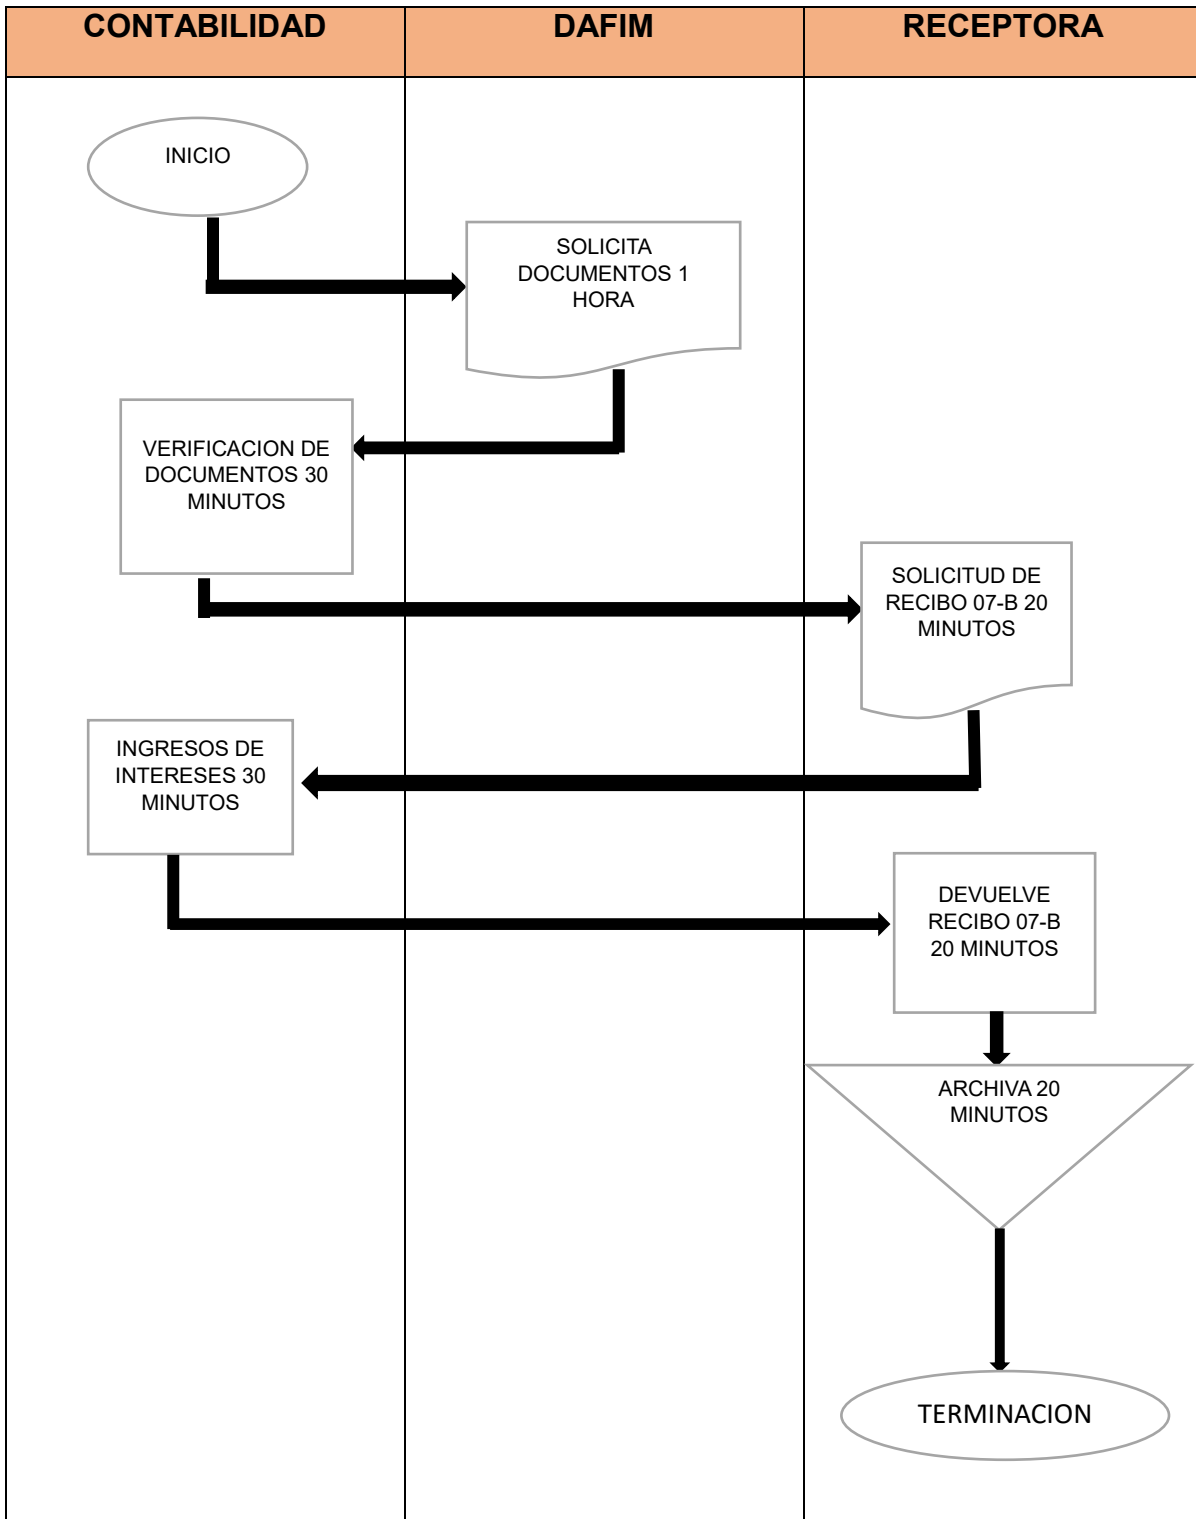 CONTABILIDAD
DAFIM
RECEPTORA
INICIO
SOLICITA
DOCUMENTOS 1
HORA
VERIFICACION DE
DOCUMENTOS 30
MINUTOS
SOLICITUD DE
RECIBO 07-B 20
MINUTOS
INGRESOS DE
INTERESES 30
MINUTOS
DEVUELVE
RECIBO 07-B
20 MINUTOS
ARCHIVA 20
MINUTOS
TERMINACION